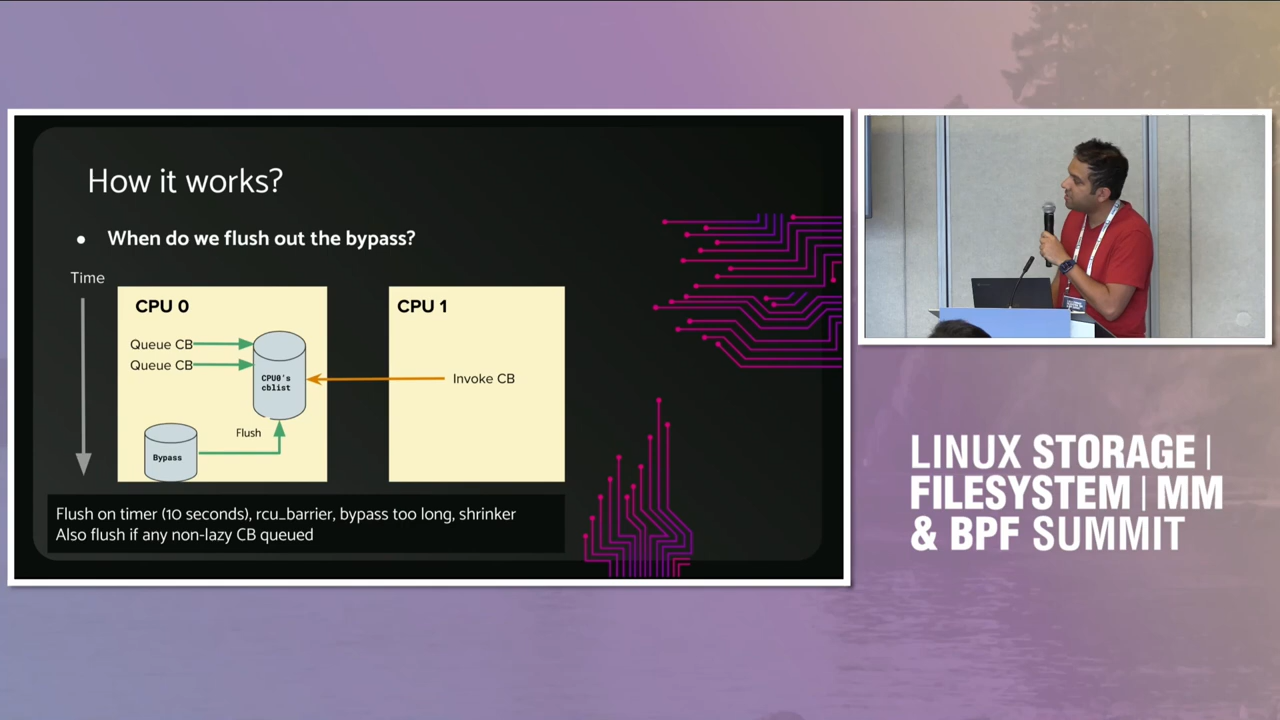 How it works?
● When do we flush out the bypass?
Time
CPU 0
CPU 1
Queue CB
Queue CB
CPU0's
cblist
Invoke CB
Flush
Bypass
Flush on timer (10 seconds), rcu_barrier, bypass too long, shrinker
Also flush if any non-lazy CB queued
LINUX STORAGE |
FILESYSTEM | MM
& BPF SUMMIT